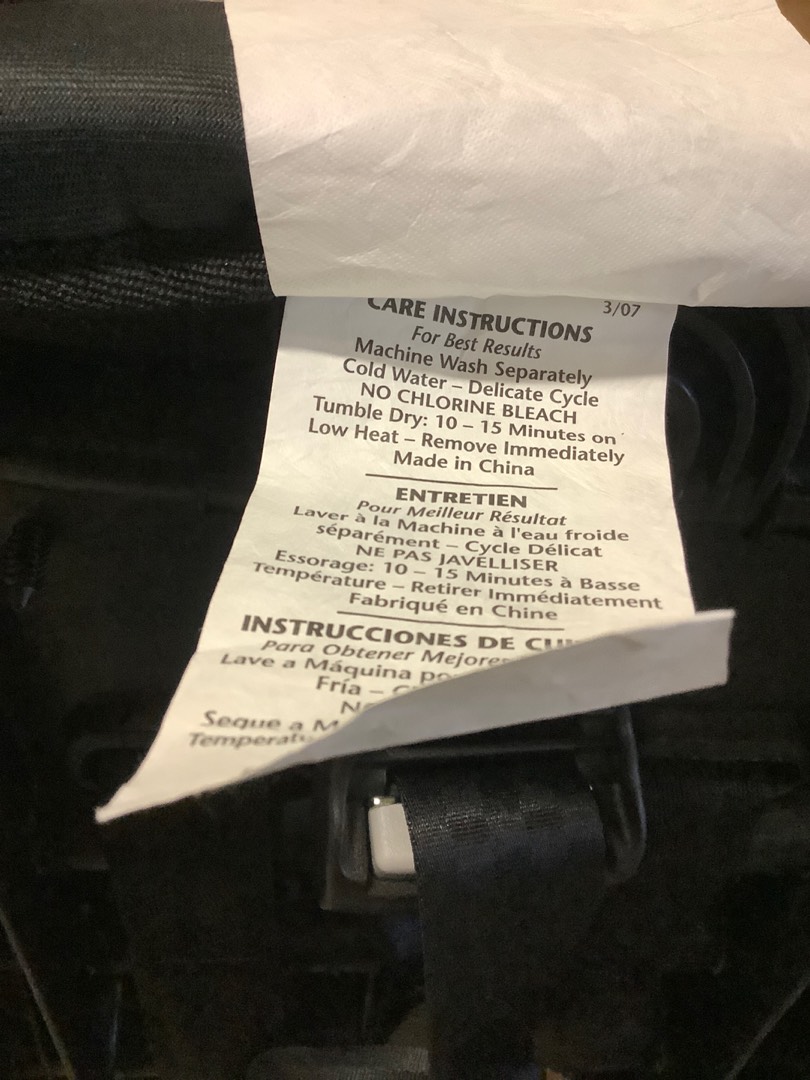 3/07
CARE INSTRUCTIONS
For Best Results
Machine Wash Separately
Cold Water – Delicate Cycle
NO CHLORINE BLEACH
Tumble Dry: 10 – 15 Minutes on
Low Heat – Remove Immediately
Made in China
ENTRETIEN
Pour Meilleur Résultat
Laver à la Machine à l'eau froide
séparément – Cycle Délicat
NE PAS JAVELLISER
Essorage: 10 – 15 Minutes à Basse
Température – Retirer Immédiatement
Fabriqué en Chine
INSTRUCCIONES DE
Para Obtener
Lave a Máquina
Fría –
Seque a